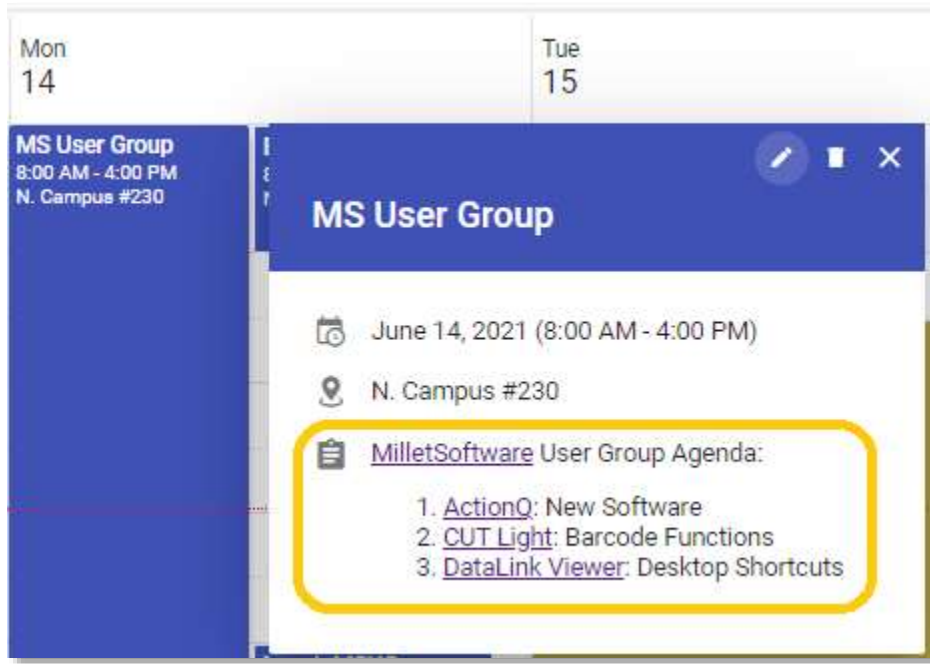 Mon
14
Tue
15
MS User Group
8:00 AM - 4:00 PM
N. Campus #230
MS User Group
June 14, 2021 (8:00 AM - 4:00 PM)
N. Campus #230
MilletSoftware User Group Agenda:
1. ActionQ: New Software
2. CUT Light: Barcode Functions
3. DataLink Viewer: Desktop Shortcuts